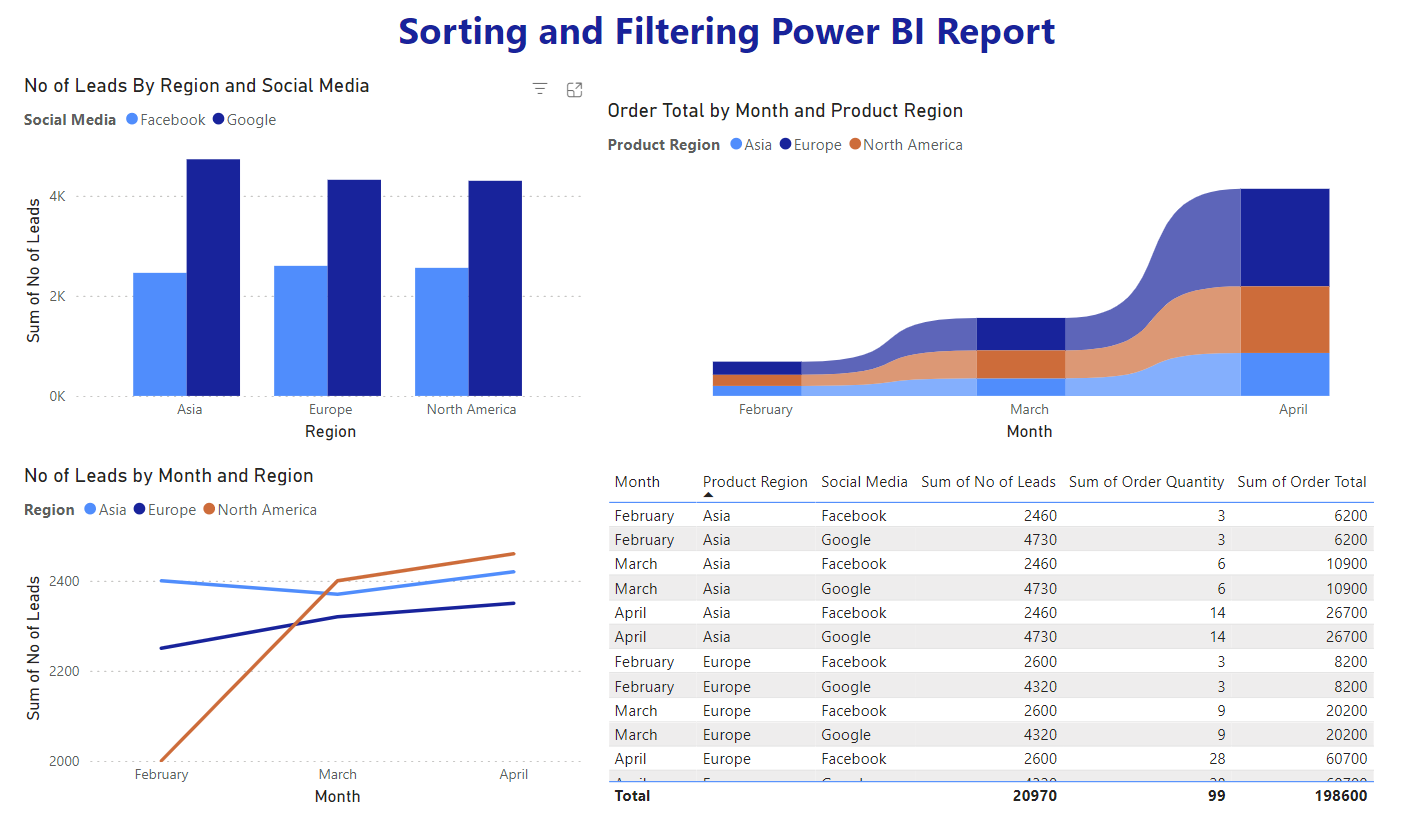 Sorting and Filtering Power BI Report
No of Leads By Region and Social Media
Social Media Facebook Google
Sum of No of Leads
4K
2K
0K
Asia Europe North America
Region
Order Total by Month and Product Region
Product Region Asia Europe North America
February March April
Month
No of Leads by Month and Region
Region Asia Europe North America
Sum of No of Leads
2400
2200
2000
February March April
Month
Month Product Region Social Media Sum of No of Leads Sum of Order Quantity Sum of Order Total
February Asia Facebook 2460 3 6200
February Asia Google 4730 3 6200
March Asia Facebook 2460 6 10900
March Asia Google 4730 6 10900
April Asia Facebook 2460 14 26700
April Asia Google 4730 14 26700
February Europe Facebook 2600 3 8200
February Europe Google 4320 3 8200
March Europe Facebook 2600 9 20200
March Europe Google 4320 9 20200
April Europe Facebook 2600 28 60700
Total 20970 99 198600